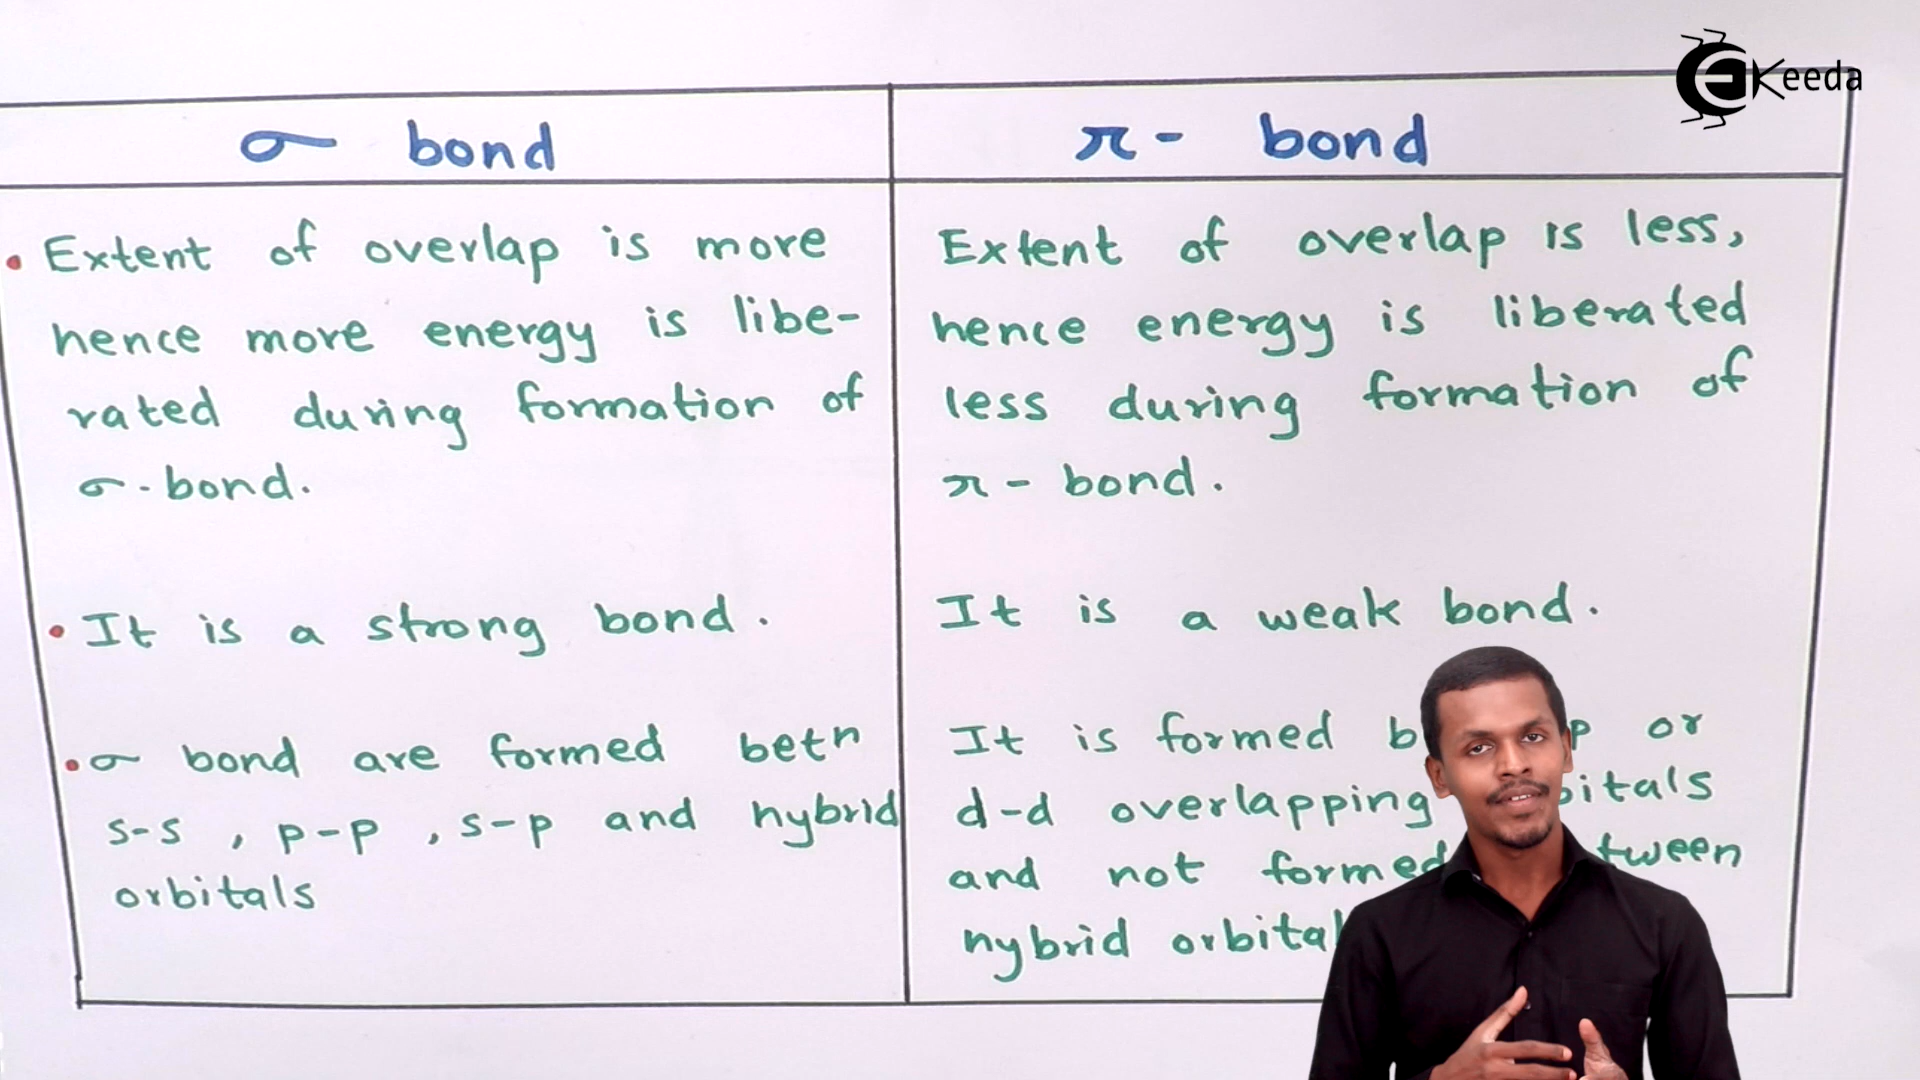 Keeda
σ bond
π- bond
• Extent of overlap is more
hence more energy is libe-
rated during formation of
σ-bond.
• It is a strong bond.
• σ bond are formed betn
s-s , p-p , s-p and hybrid
orbitals
Extent of overlap is less,
hence energy is liberated
less during formation of
π - bond.
It is a weak bond.
It is formed or
d-d overlapping
and not
hybrid